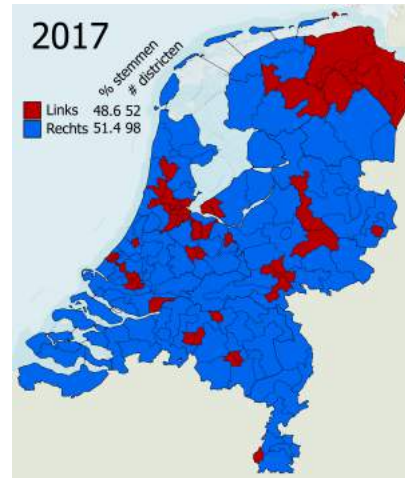 2017
% stemmen
# districten
Links 48.6 52
Rechts 51.4 98